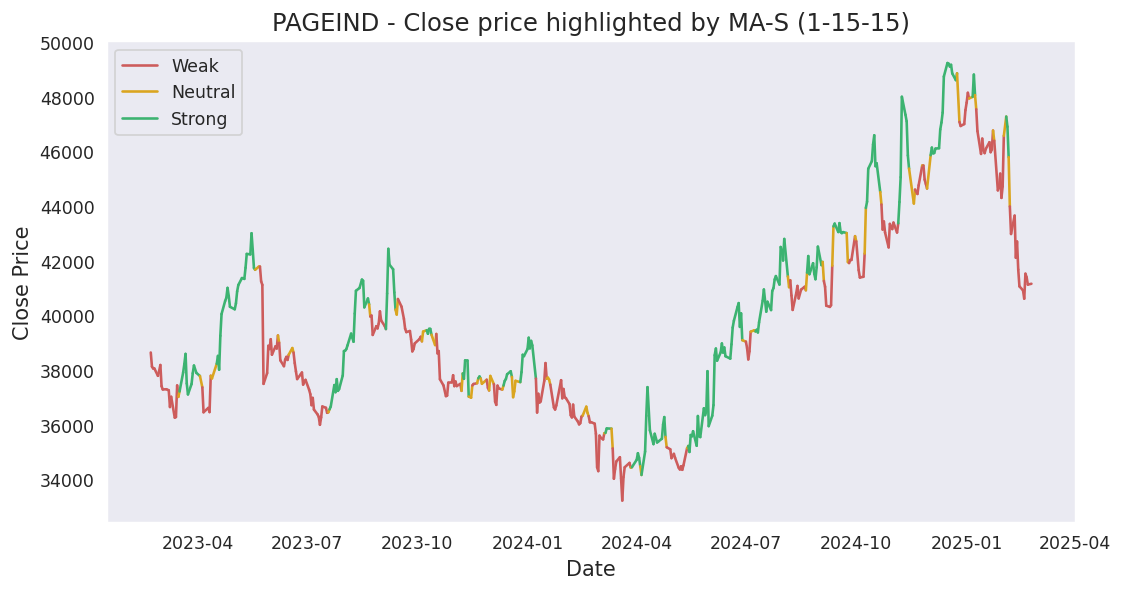 PAGEIND - Close price highlighted by MA-S (1-15-15)
Weak
Neutral
Strong
50000
48000
46000
44000
42000
40000
38000
36000
34000
Close Price
2023-04 2023-07 2023-10 2024-01 2024-04 2024-07 2024-10 2025-01 2025-04
Date